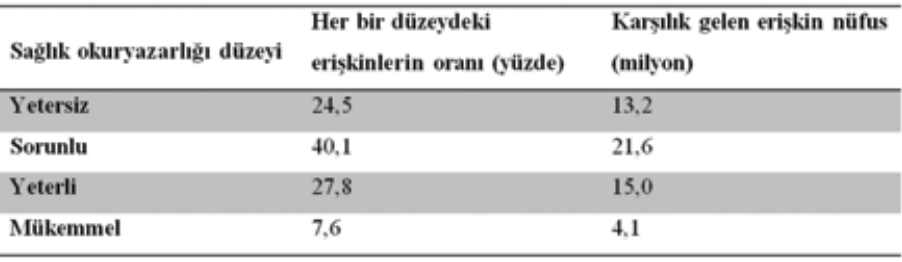 Sağlık okuryazarlığı düzeyi Her bir düzeydeki erişkinlerin oranı (yüzde) Karşılık gelen erişkin nüfus (milyon)
Yetersiz 24,5 13,2
Sorunlu 40,1 21,6
Yeterli 27,8 15,0
Mükemmel 7,6 4,1